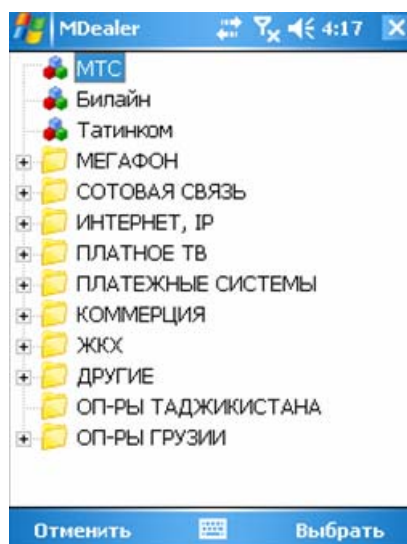 MDealer 4:17
МТС
Билайн
Татинком
МЕГАФОН
СОТОВАЯ СВЯЗЬ
ИНТЕРНЕТ, IP
ПЛАТНОЕ ТВ
ПЛАТЕЖНЫЕ СИСТЕМЫ
КОММЕРЦИЯ
ЖКХ
ДРУГИЕ
ОП-РЫ ТАДЖИКИСТАНА
ОП-РЫ ГРУЗИИ
Отменить Выбрать